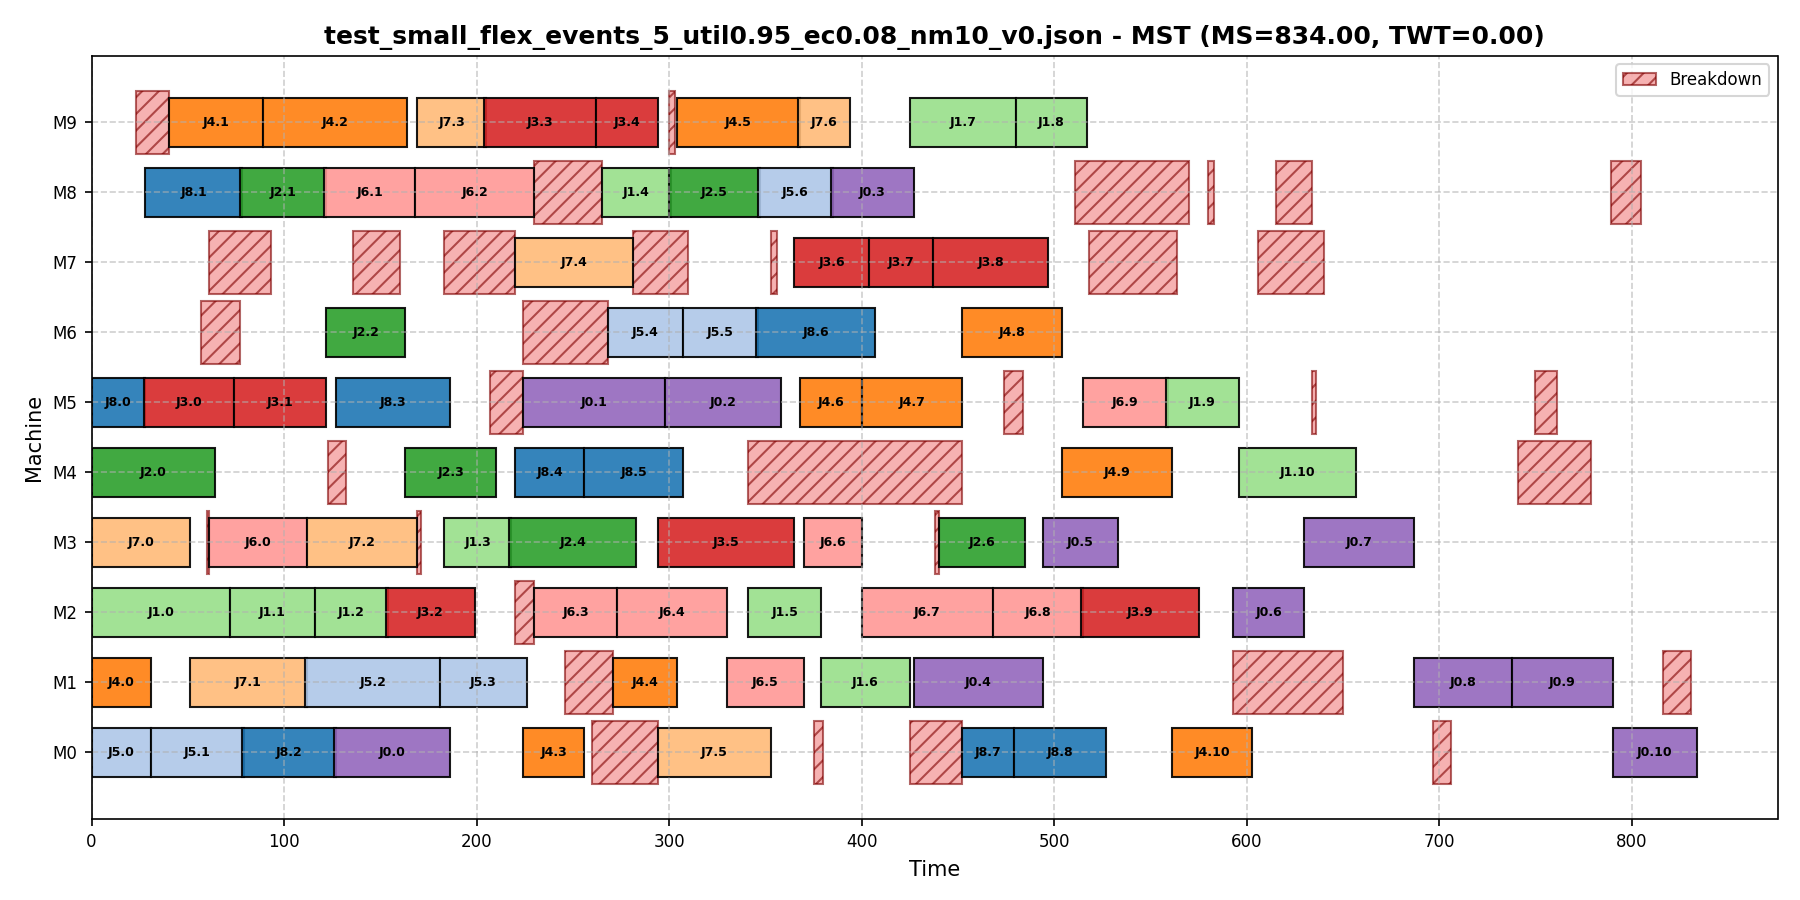 test_small_flex_events_5_util0.95_ec0.08_nm10_v0.json - MST (MS=834.00, TWT=0.00)
Breakdown
M9 J4.1 J4.2 J7.3 J3.3 J3.4 J4.5 J7.6 J1.7 J1.8
M8 J8.1 J2.1 J6.1 J6.2 J1.4 J2.5 J5.6 J0.3
M7 J7.4 J3.6 J3.7 J3.8
M6 J2.2 J5.4 J5.5 J8.6 J4.8
M5 J8.0 J3.0 J3.1 J8.3 J0.1 J0.2 J4.6 J4.7 J6.9 J1.9
M4 J2.0 J2.3 J8.4 J8.5 J4.9 J1.10
M3 J7.0 J6.0 J7.2 J1.3 J2.4 J3.5 J6.6 J2.6 J0.5 J0.7
M2 J1.0 J1.1 J1.2 J3.2 J6.3 J6.4 J1.5 J6.7 J6.8 J3.9 J0.6
M1 J4.0 J7.1 J5.2 J5.3 J4.4 J6.5 J1.6 J0.4 J0.8 J0.9
M0 J5.0 J5.1 J8.2 J0.0 J4.3 J7.5 J8.7 J8.8 J4.10 J0.10
Machine
0 100 200 300 400 500 600 700 800
Time